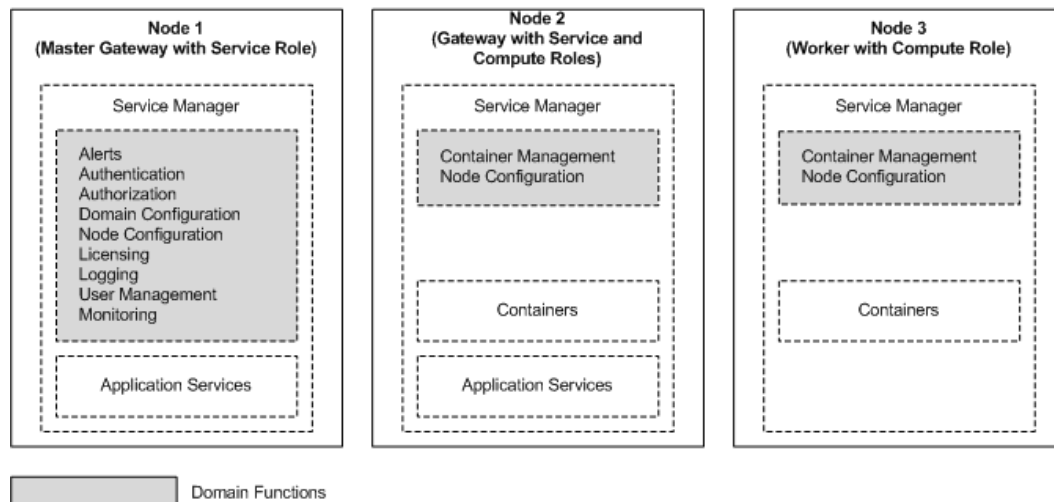 Node 1
(Master Gateway with Service Role)
Service Manager
Alerts
Authentication
Authorization
Domain Configuration
Node Configuration
Licensing
Logging
User Management
Monitoring
Application Services
Node 2
(Gateway with Service and
Compute Roles)
Service Manager
Container Management
Node Configuration
Containers
Application Services
Node 3
(Worker with Compute Role)
Service Manager
Container Management
Node Configuration
Containers
Domain Functions